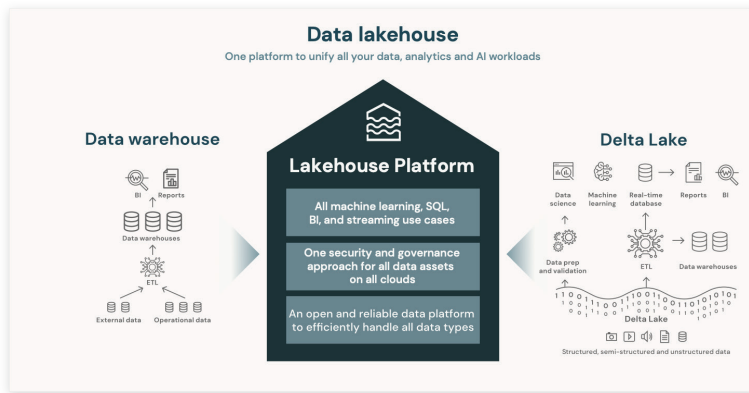 Data lakehouse
One platform to unify all your data, analytics and AI workloads
Data warehouse
BI
Reports
Data warehouses
ETL
External data
Operational data
Lakehouse Platform
All machine learning, SQL,
BI, and streaming use cases
One security and governance
approach for all data assets
on all clouds
An open and reliable data platform
to efficiently handle all data types
Delta Lake
Data
science
Machine
learning
Real-time
database
Reports
BI
Data prep
and validation
ETL
Data warehouses
Delta Lake
Structured, semi-structured and unstructured data